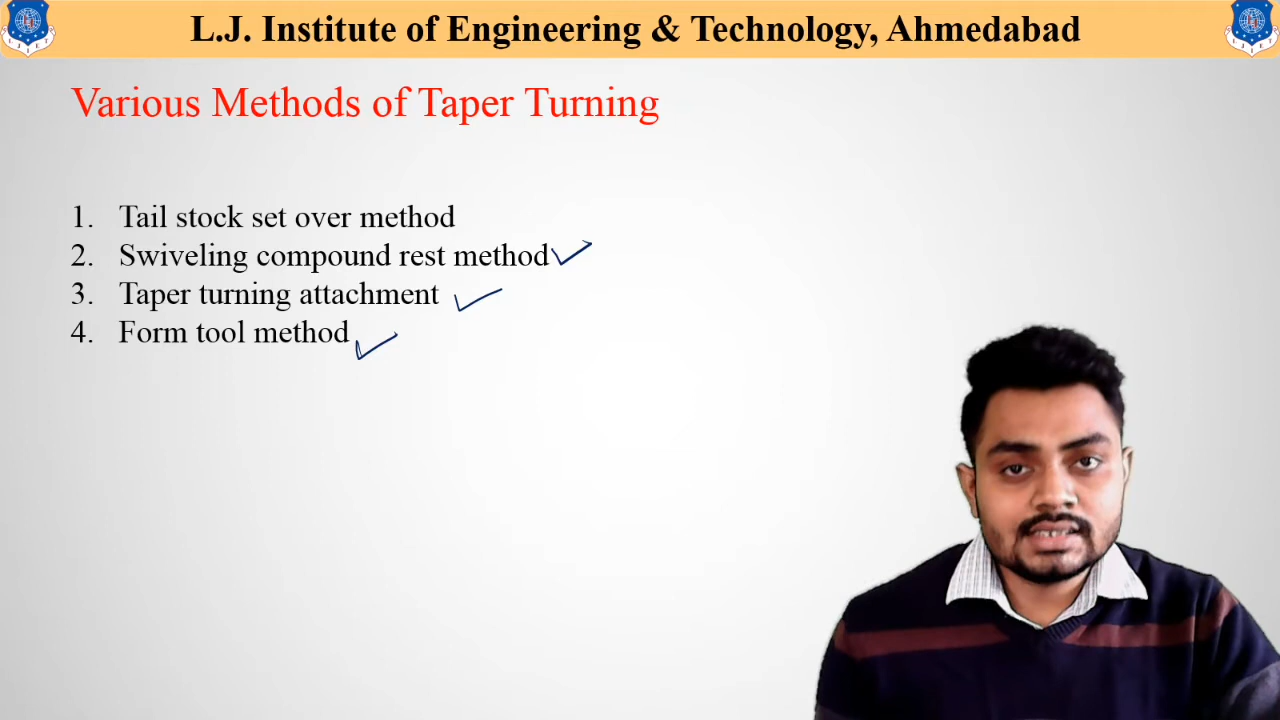 L.J. Institute of Engineering & Technology, Ahmedabad
Various Methods of Taper Turning
1. Tail stock set over method
2. Swiveling compound rest method
3. Taper turning attachment
4. Form tool method